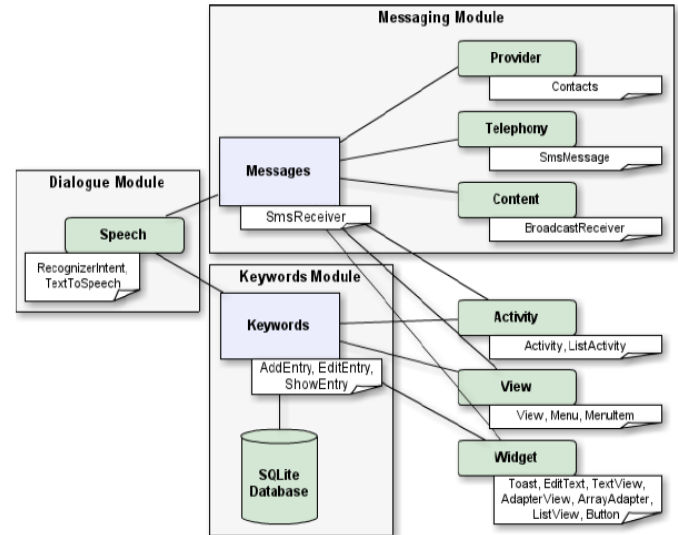 Messaging Module
Provider
Contacts
Telephony
SmsMessage
Messages
SmsReceiver
Content
BroadcastReceiver
Dialogue Module
Speech
RecognizerIntent,
TextToSpeech
Keywords Module
Keywords
AddEntry, EditEntry,
ShowEntry
SQLite
Database
Activity
Activity, ListActivity
View
View, Menu, MenuItem
Widget
Toast, EditText, TextView,
AdapterView, ArrayAdapter,
ListView, Button